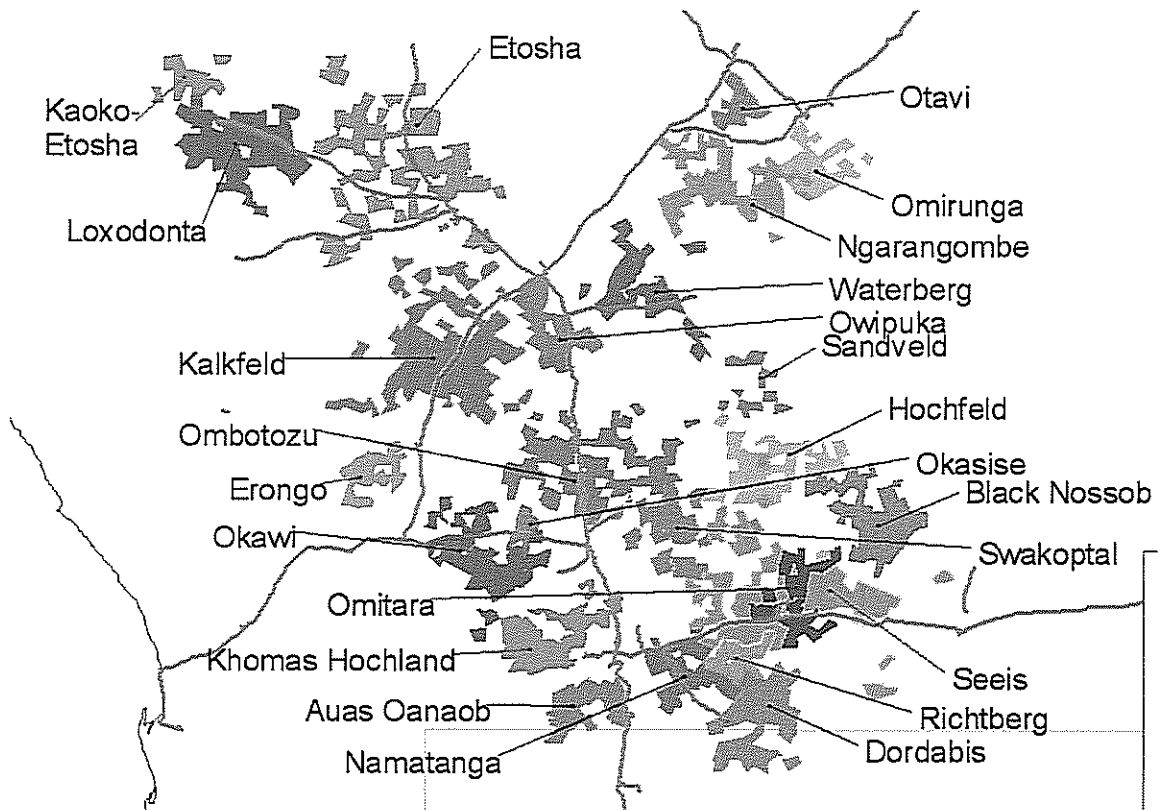 Etosha
Kaoko-
Etosha
Otavi
Loxodonta
Omirunga
Ngarangombe
Waterberg
Owipuka
Sandveld
Kalkfeld
Hochfeld
Ombotozu
Okasise
Erongo
Black Nossob
Okawi
Swakoptal
Omitara
Khomas Hochland
Seeis
Auas Oanaob
Richtberg
Dordabis
Namatanga